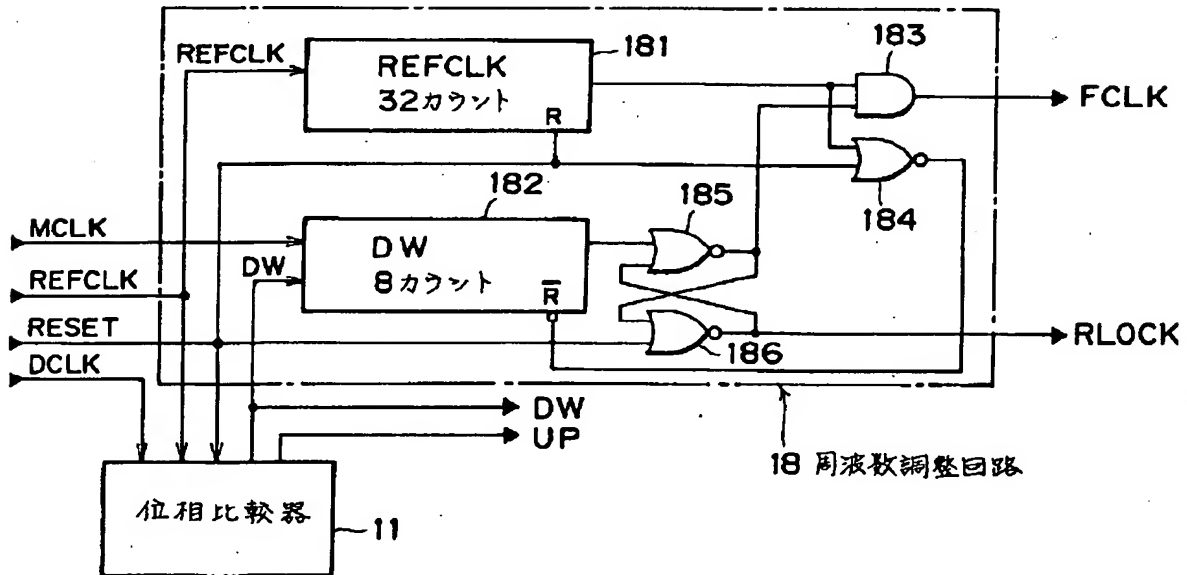 REFCLK
REFCLK
32カウント
R
181
183
FCLK
184
182
185
MCLK
DW
DW
8カウント
R̅
REFCLK
RESET
186
RLOCK
DCLK
DW
UP
18 周波数調整回路
位相比較器
11